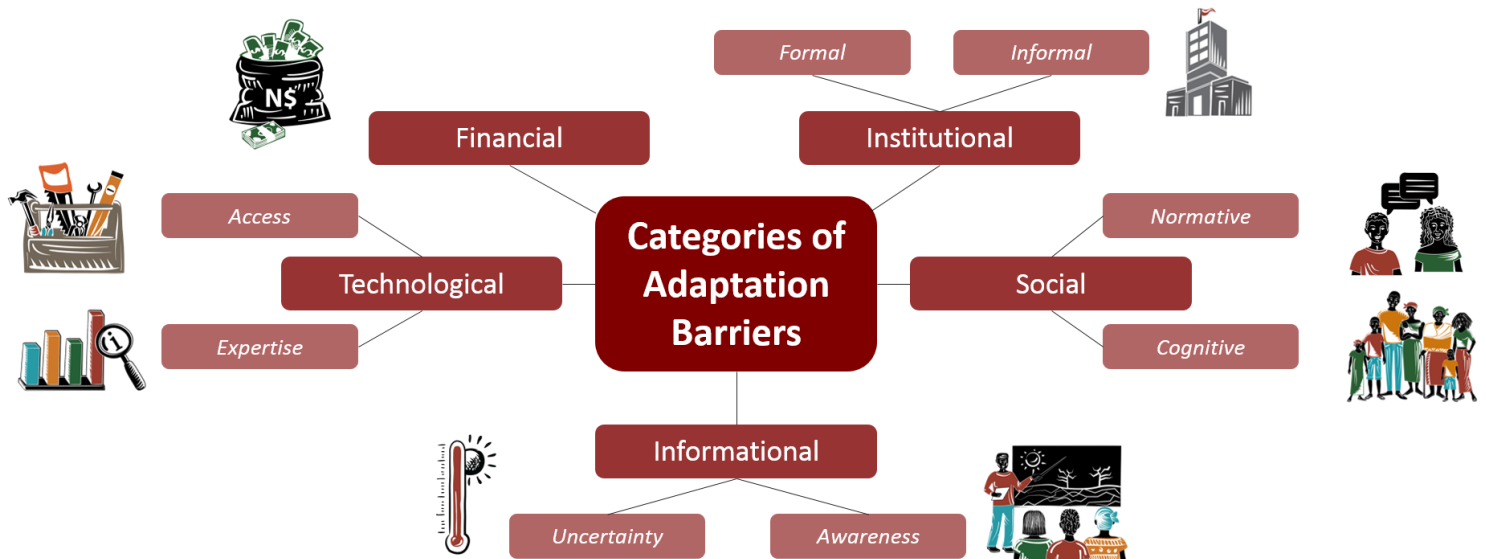 Formal
Informal
N$
Financial
Institutional
Access
Normative
Categories of
Adaptation
Barriers
Technological
Social
Expertise
Cognitive
Informational
Uncertainty
Awareness